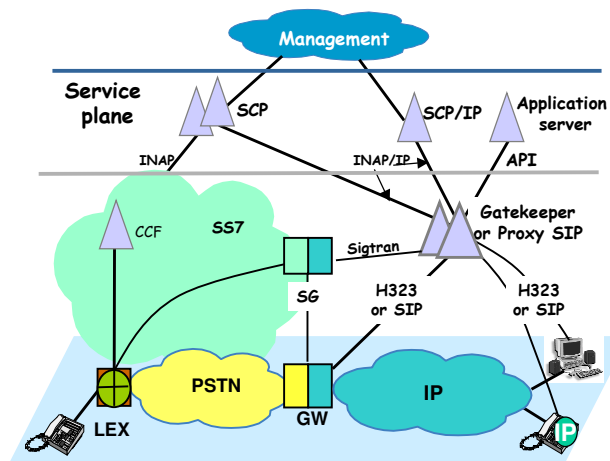 Management
Service
plane
SCP
SCP/IP
Application
server
INAP
INAP/IP
API
CCF
SS7
Gatekeeper
or Proxy SIP
Sigtran
SG
H323
or SIP
H323
or SIP
PSTN
IP
LEX
GW
IP